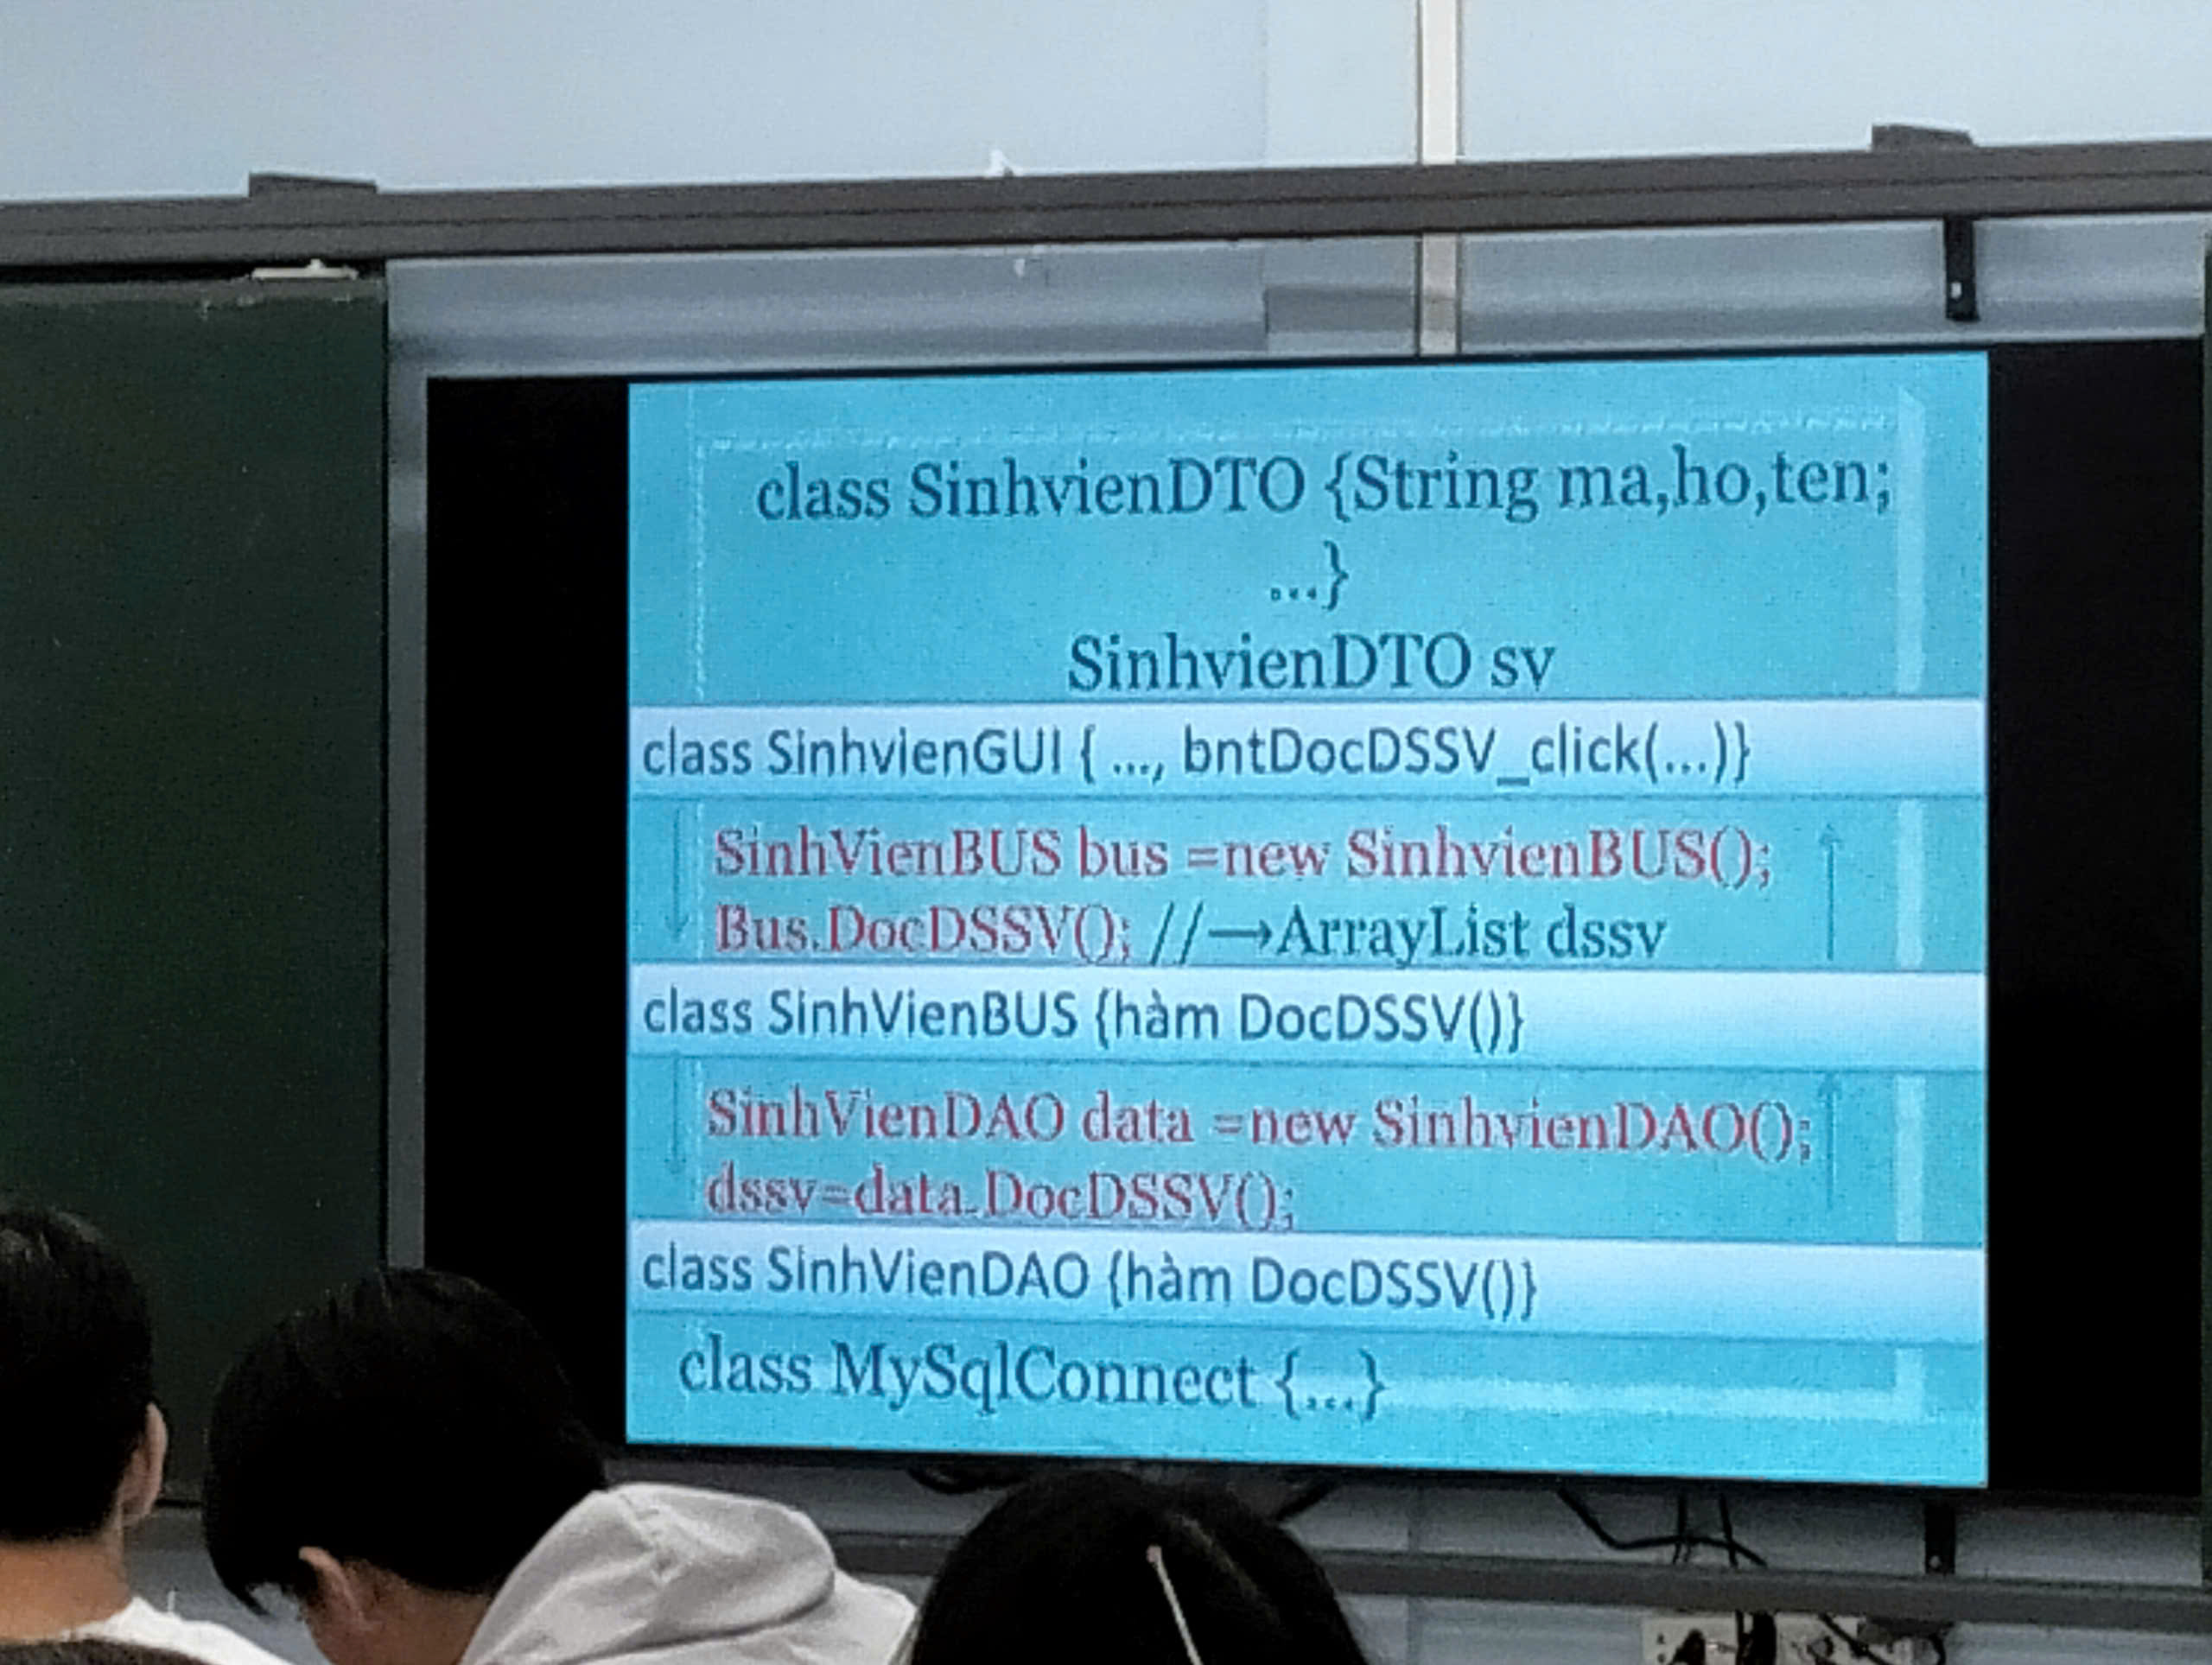 class SinhvienDTO {String ma,ho,ten;
...}
SinhvienDTO sv
class SinhvienGUI { ..., bntDocDSSV_click(...)}
SinhVienBUS bus =new SinhvienBUS();
Bus.DocDSSV(); //→ArrayList dssv
class SinhVienBUS {hàm DocDSSV()}
SinhVienDAO data =new SinhvienDAO();
dssv=data.DocDSSV();
class SinhVienDAO {hàm DocDSSV()}
class MySqlConnect {...}